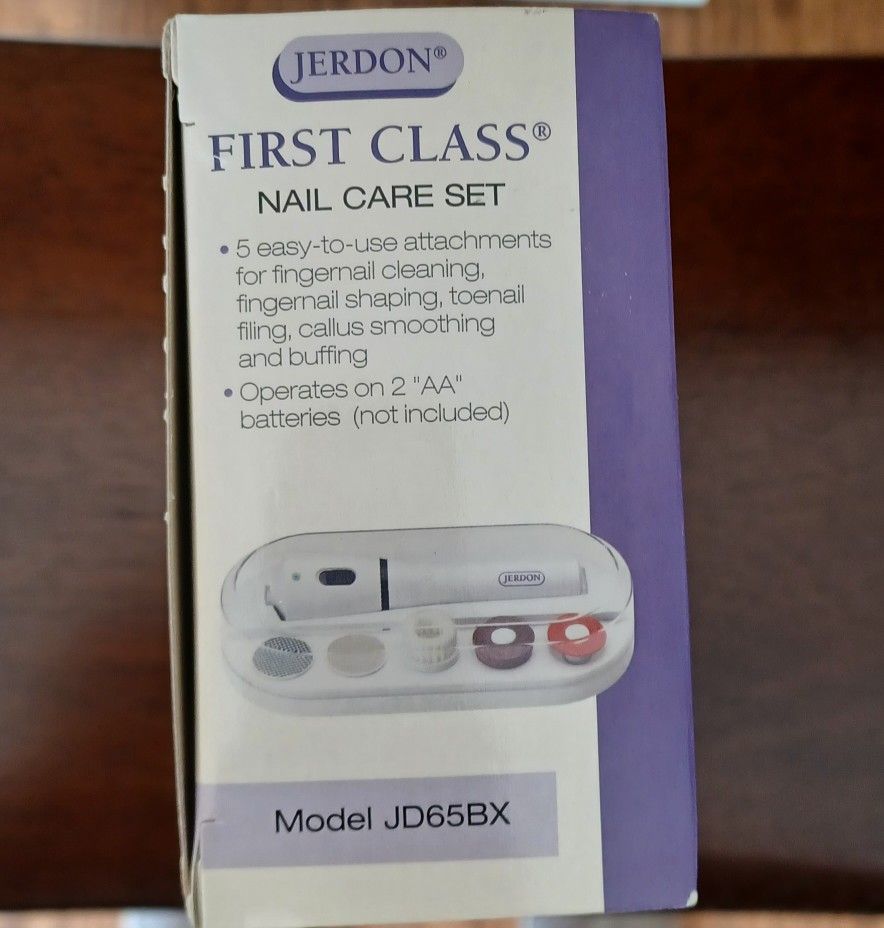 JERDON®
FIRST CLASS®
NAIL CARE SET
• 5 easy-to-use attachments
for fingernail cleaning,
fingernail shaping, toenail
filing, callus smoothing
and buffing
• Operates on 2 "AA"
batteries (not included)
JERDON
Model JD65BX